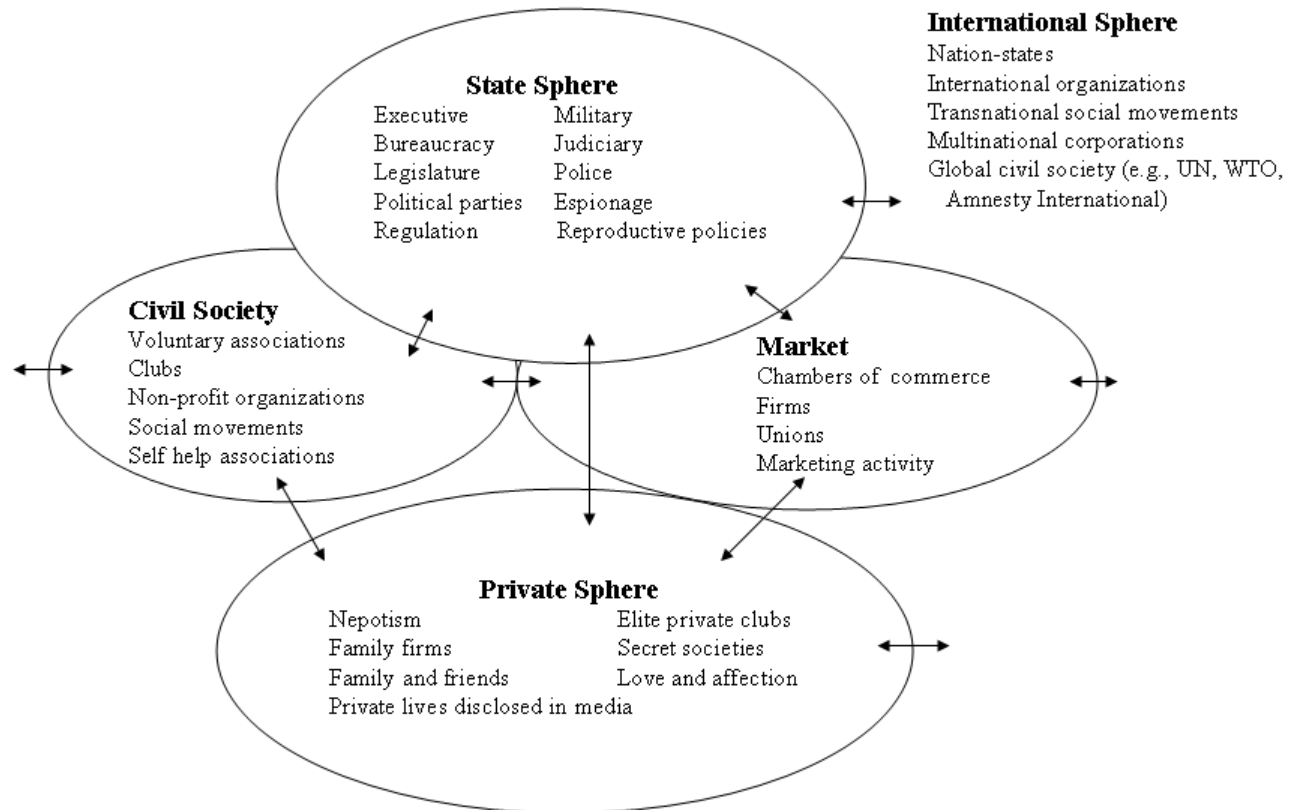 International Sphere
Nation-states
International organizations
Transnational social movements
Multinational corporations
Global civil society (e.g., UN, WTO,
Amnesty International)
State Sphere
Executive
Bureaucracy
Legislature
Political parties
Regulation
Military
Judiciary
Police
Espionage
Reproductive policies
Civil Society
Voluntary associations
Clubs
Non-profit organizations
Social movements
Self help associations
Market
Chambers of commerce
Firms
Unions
Marketing activity
Private Sphere
Nepotism
Family firms
Family and friends
Private lives disclosed in media
Elite private clubs
Secret societies
Love and affection